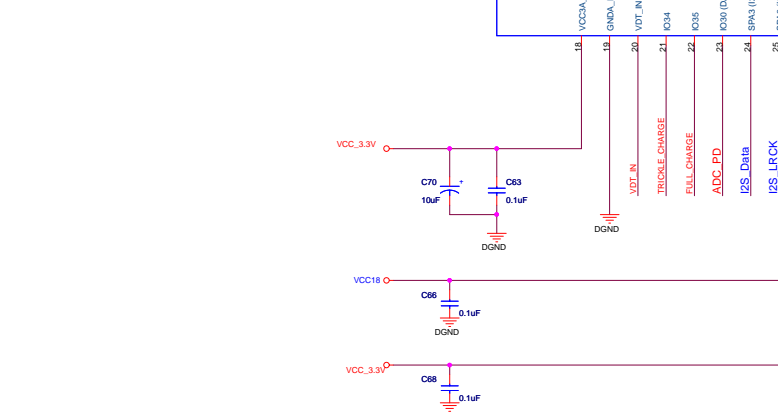 VCC3A_
GNDA_
VDT_IN
IO34
IO35
IO30 (D
SPA3 (I
18
19
20
21
22
23
24
25
VCC_3.3V
VDT_IN
TRICKLE_CHARGE
FULL_CHARGE
ADC_PD
I2S_Data
I2S_LRCK
C70
+
10uF
C63
0.1uF
DGND
DGND
VCC18
C66
0.1uF
DGND
VCC_3.3V
C68
0.1uF